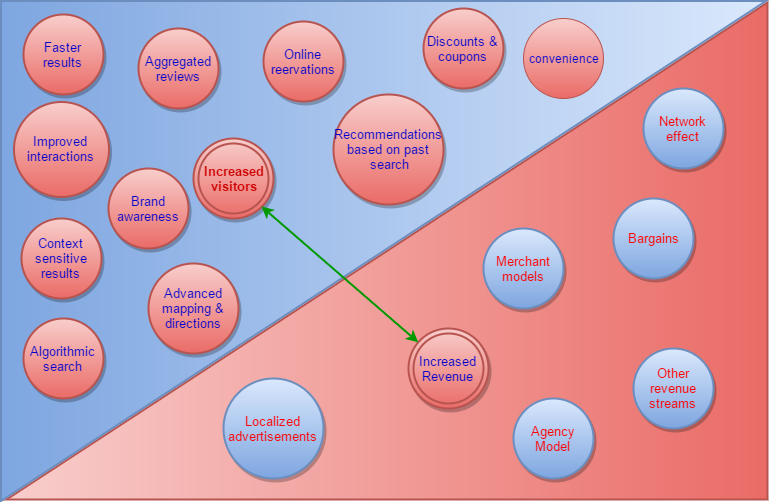 Faster
results
Aggregated
reviews
Online
reervations
Discounts &
coupons
convenience
Improved
interactions
Recommendations
based on past
search
Network
effect
Increased
visitors
Brand
awareness
Context
sensitive
results
Merchant
models
Bargains
Advanced
mapping &
directions
Algorithmic
search
Increased
Revenue
Other
revenue
streams
Localized
advertisements
Agency
Model